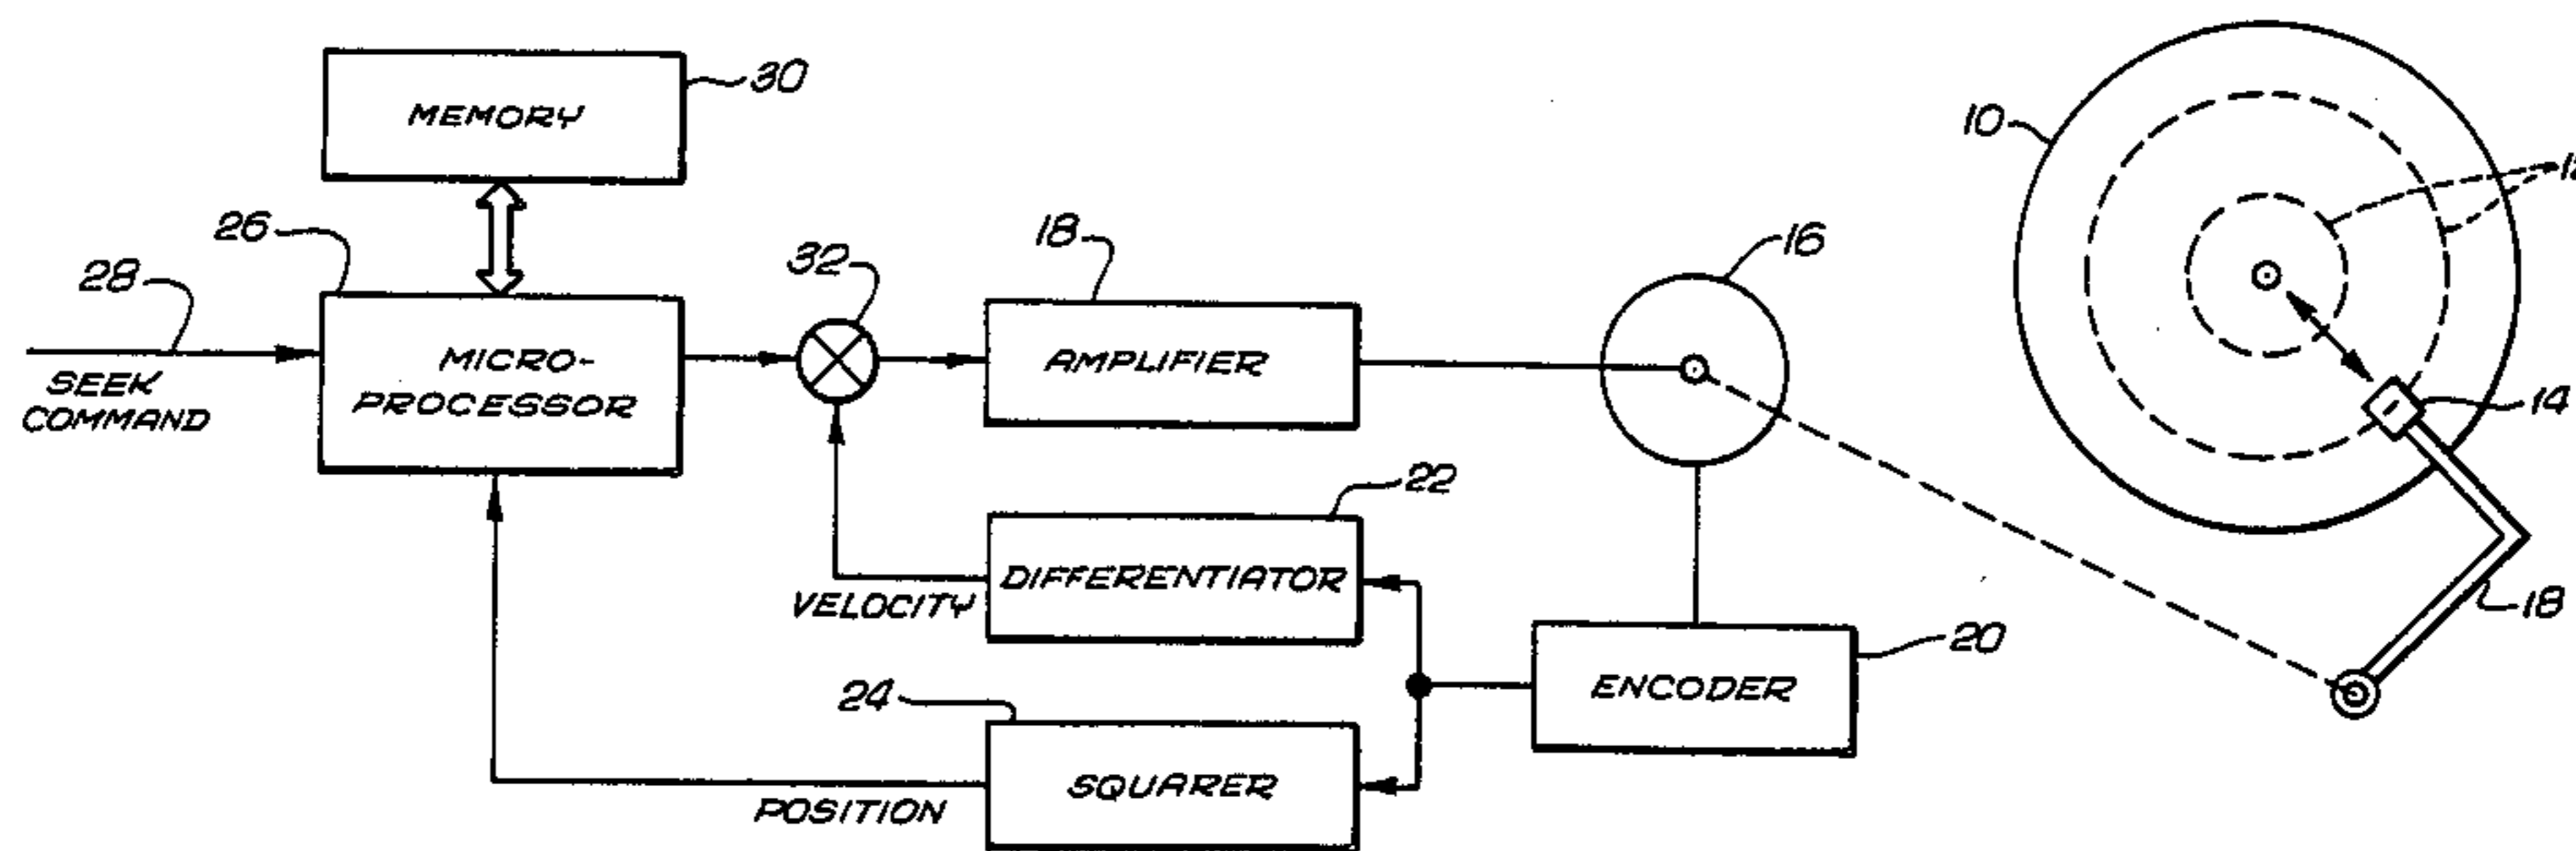 MEMORY
30
10
26
28
SEEK
COMMAND
MICRO-
PROCESSOR
32
18
AMPLIFIER
16
14
22
DIFFERENTIATOR
VELOCITY
18
20
ENCODER
24
SQUARER
POSITION